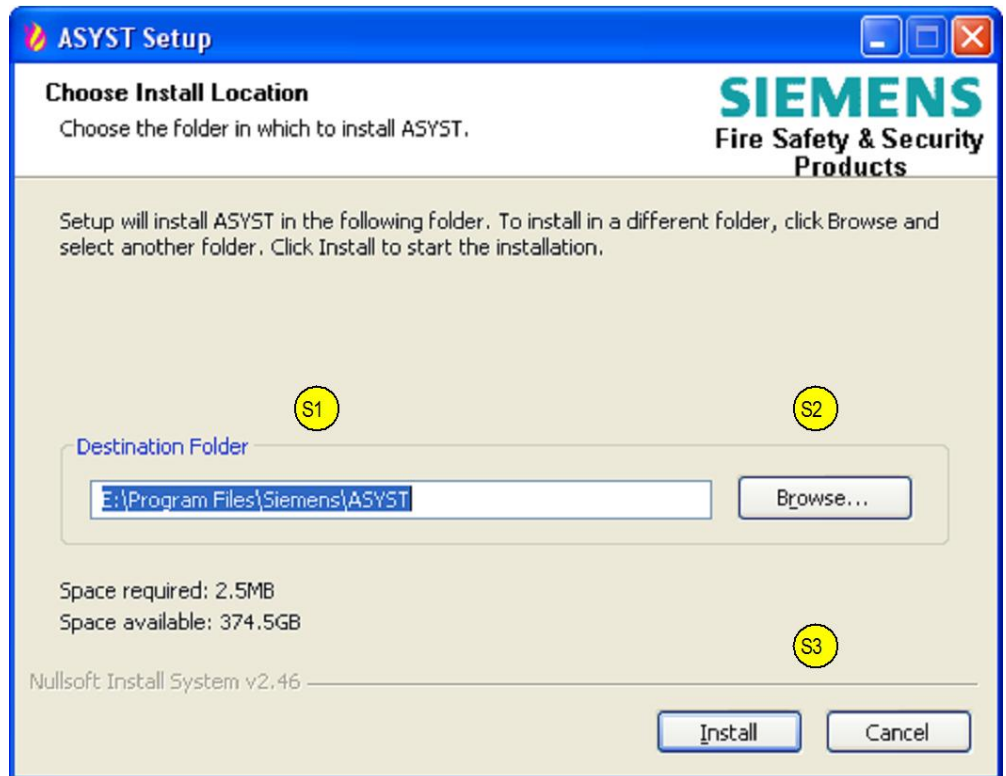 ASYST Setup
Choose Install Location
Choose the folder in which to install ASYST.
SIEMENS
Fire Safety & Security
Products
Setup will install ASYST in the following folder. To install in a different folder, click Browse and
select another folder. Click Install to start the installation.
S1
S2
Destination Folder
E:\Program Files\Siemens\ASYST
Browse...
Space required: 2.5MB
Space available: 374.5GB
S3
Nullsoft Install System v2.46
Install
Cancel